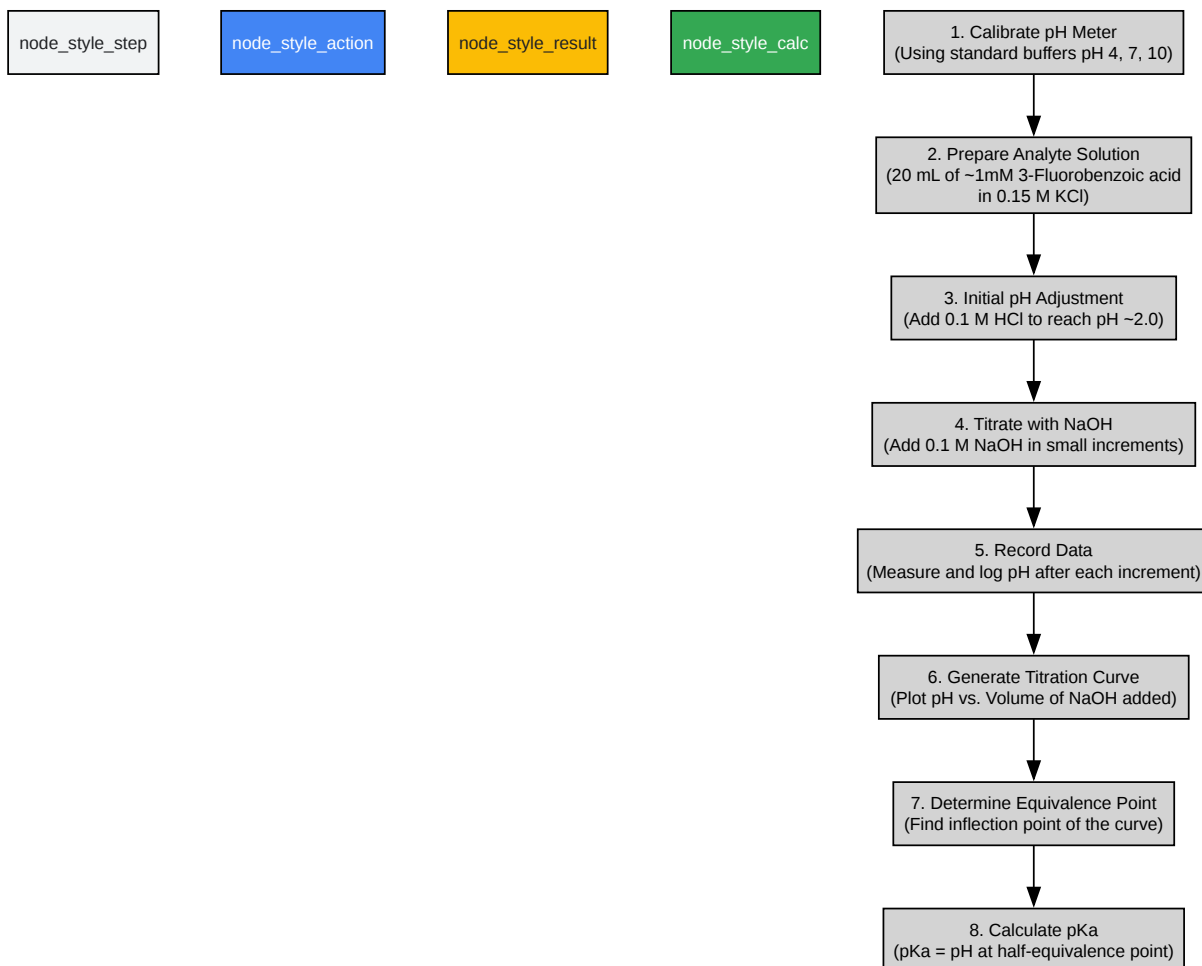 node_style_step
node_style_action
node_style_result
node_style_calc
1. Calibrate pH Meter
(Using standard buffers pH 4, 7, 10)
2. Prepare Analyte Solution
(20 mL of ~1mM 3-Fluorobenzoic acid
in 0.15 M KCl)
3. Initial pH Adjustment
(Add 0.1 M HCl to reach pH ~2.0)
4. Titrate with NaOH
(Add 0.1 M NaOH in small increments)
5. Record Data
(Measure and log pH after each increment)
6. Generate Titration Curve
(Plot pH vs. Volume of NaOH added)
7. Determine Equivalence Point
(Find inflection point of the curve)
8. Calculate pKa
(pKa = pH at half-equivalence point)